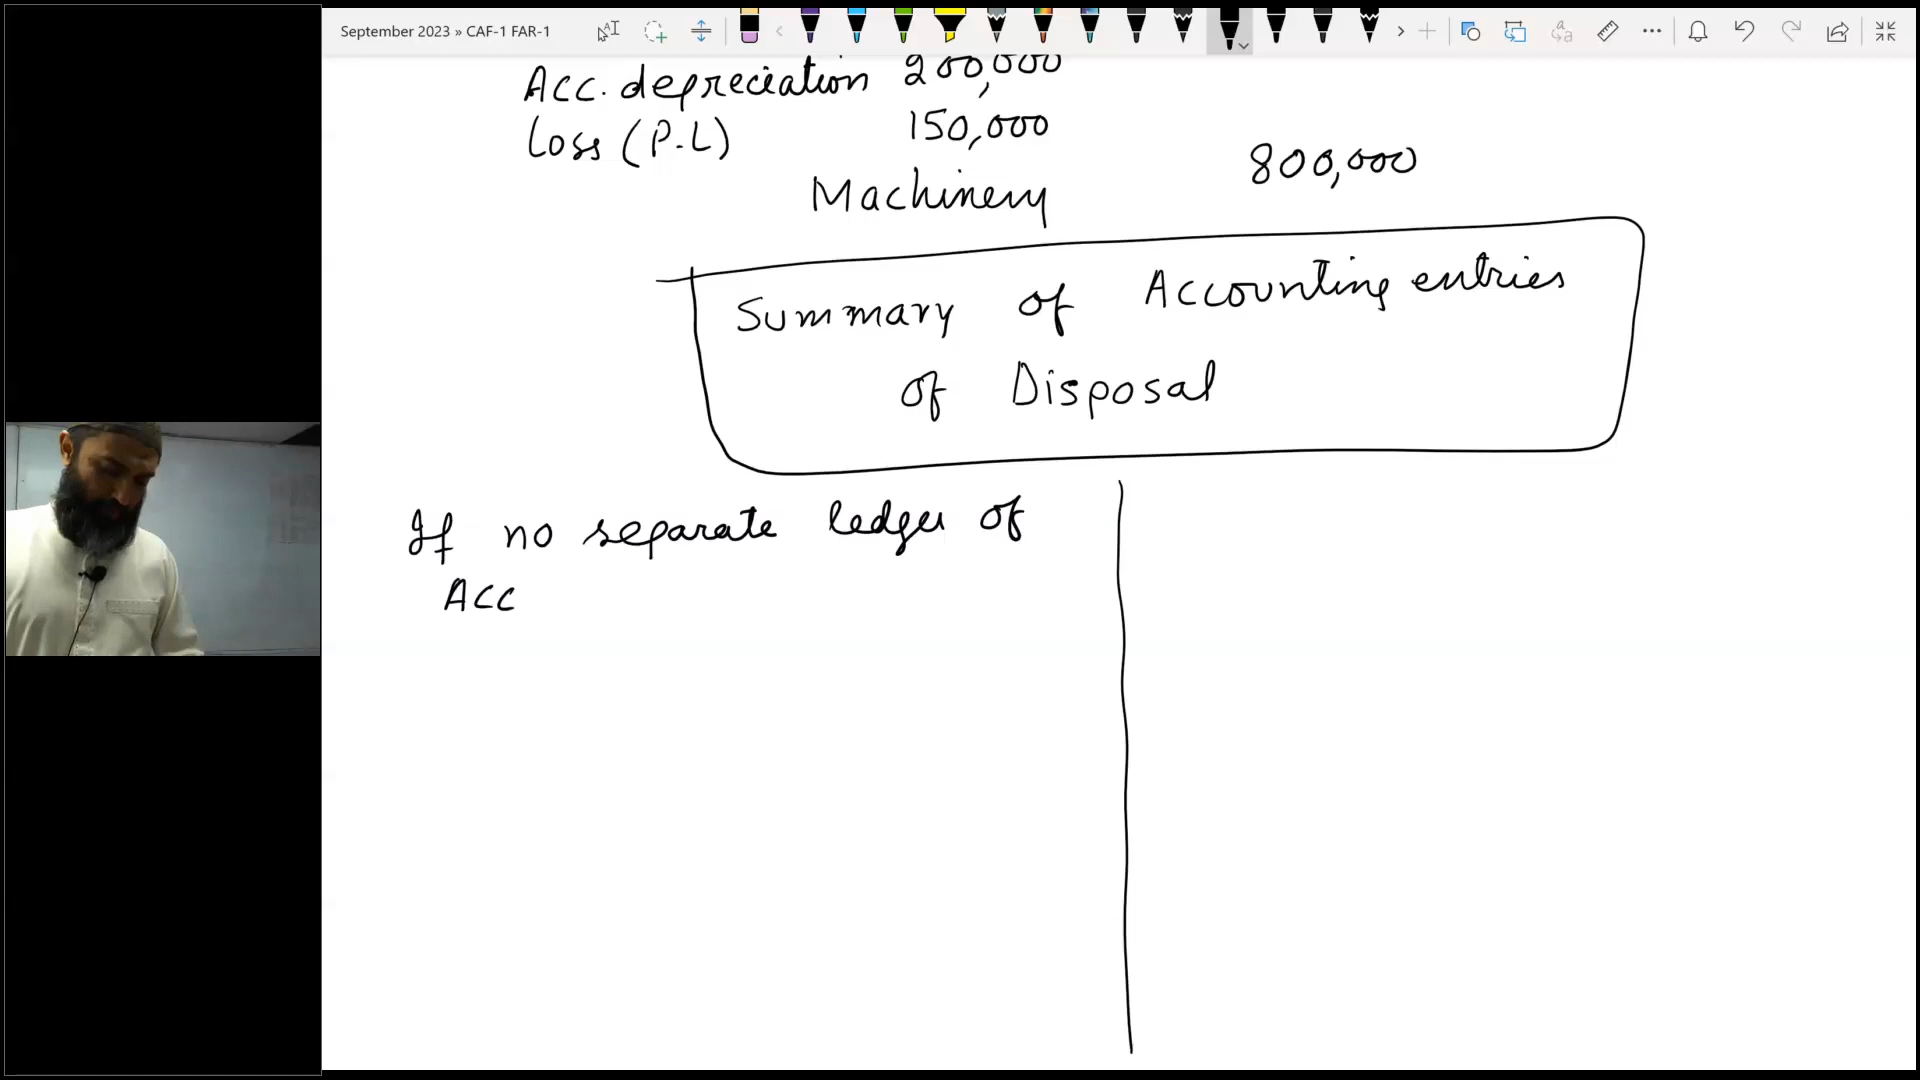 September 2023 » CAF-1 FAR-1
Acc. depreciation 200,000
Loss (P.L) 150,000
Machinery 800,000
Summary of Accounting entries
of Disposal
If no separate ledger of
Acc